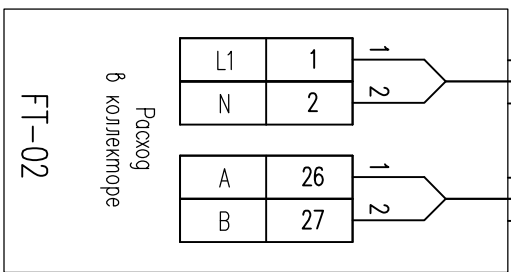 FT-02
Расход
в коллекторе
L1 1 1
N 2 2
A 26 1
B 27 2